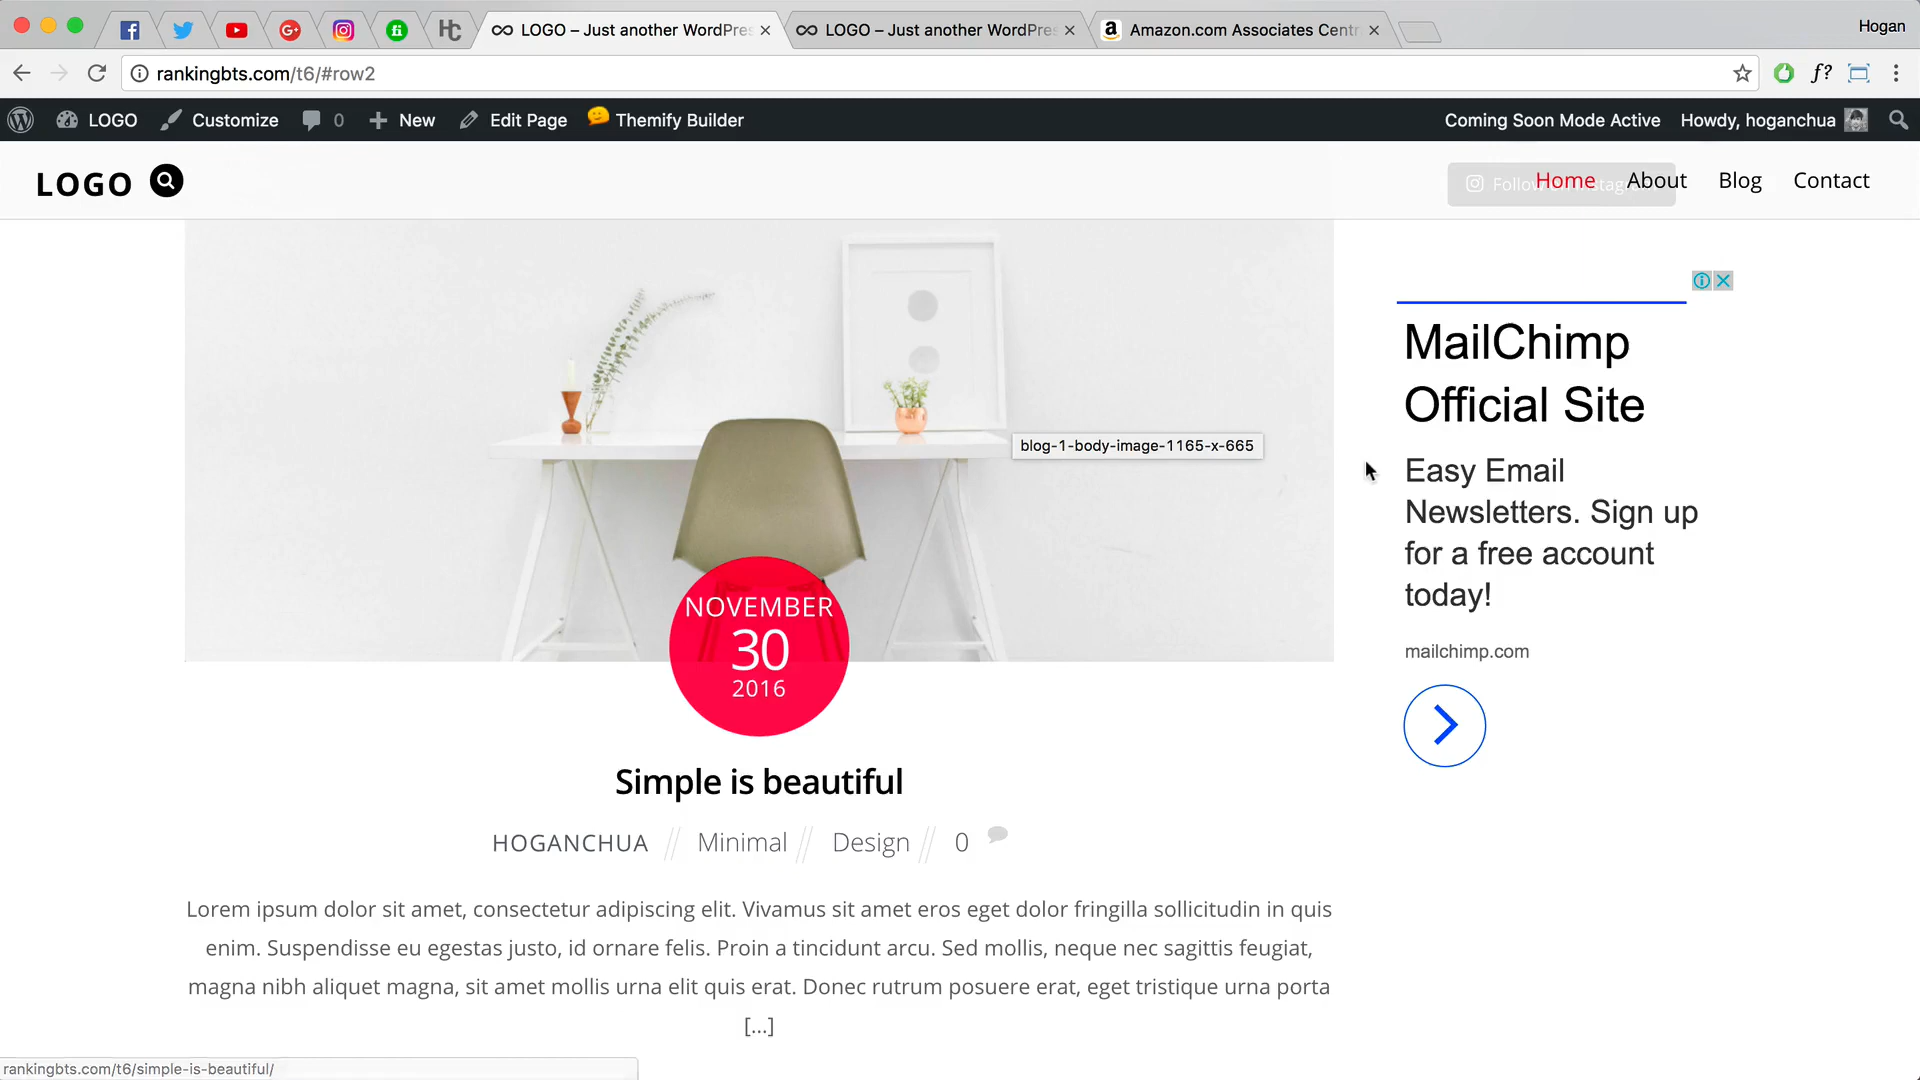 LOGO – Just another WordPres
LOGO – Just another WordPres
Amazon.com Associates Centr
Hogan
rankingbts.com/t6/#row2
LOGO
Customize
0
New
Edit Page
Themify Builder
Coming Soon Mode Active
Howdy, hoganchua
LOGO
Home
About
Blog
Contact
MailChimp
Official Site
Easy Email
Newsletters. Sign up
for a free account
today!
mailchimp.com
blog-1-body-image-1165-x-665
NOVEMBER
30
2016
Simple is beautiful
HOGANCHUA // Minimal // Design // 0
Lorem ipsum dolor sit amet, consectetur adipiscing elit. Vivamus sit amet eros eget dolor fringilla sollicitudin in quis
enim. Suspendisse eu egestas justo, id ornare felis. Proin a tincidunt arcu. Sed mollis, neque nec sagittis feugiat,
magna nibh aliquet magna, sit amet mollis urna elit quis erat. Donec rutrum posuere erat, eget tristique urna porta
[...]
rankingbts.com/t6/simple-is-beautiful/